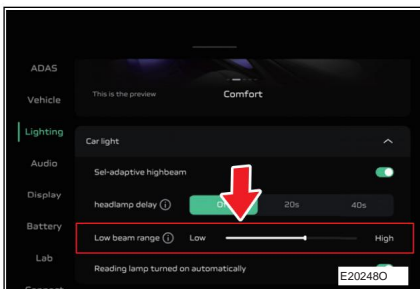 ADAS
This is the preview
Comfort
Vehicle
Lighting
Car light
Audio
Sel-adaptive highbeam
Display
headlamp delay
20s
40s
Battery
Low beam range
Low
High
Lab
Reading lamp turned on automatically
E20248O